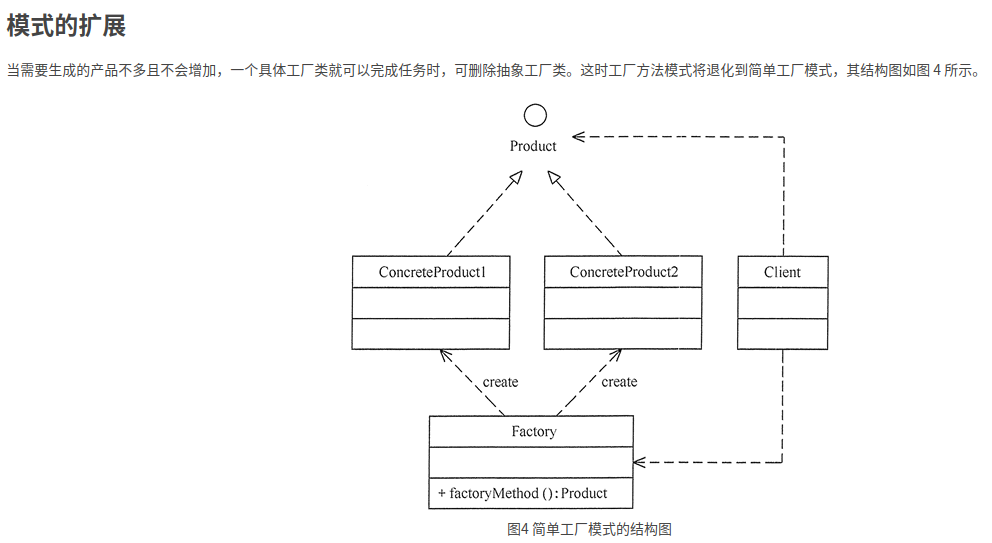 模式的扩展
当需要生成的产品不多且不会增加，一个具体工厂类就可以完成任务时，可删除抽象工厂类。这时工厂方法模式将退化到简单工厂模式，其结构图如图 4 所示。
Product
ConcreteProduct1
ConcreteProduct2
Client
create
create
Factory
+ factoryMethod ():Product
图4 简单工厂模式的结构图